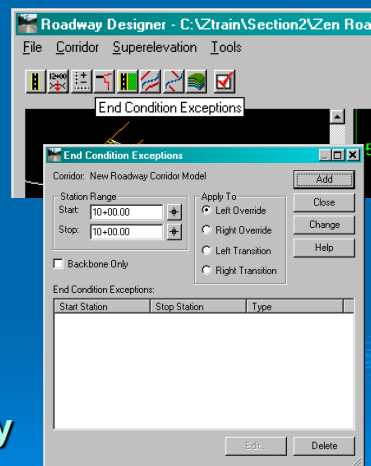 Roadway Designer - C:\Ztrain\Section2\Zen Roa
File Corridor Superelevation Tools
12+00
End Condition Exceptions
End Condition Exceptions
Corridor: New Roadway Corridor Model
Add
Station Range
Apply To
Close
Start: 10+00.00
Left Override
Stop: 10+00.00
Right Override
Change
Left Transition
Help
Backbone Only
Right Transition
End Condition Exceptions:
Start Station Stop Station Type
y
Edit... Delete